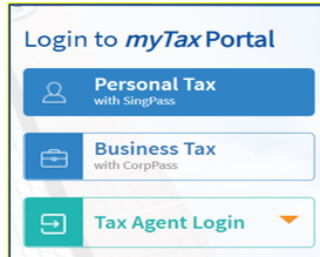 Login to myTax Portal
Personal Tax
with SingPass
Business Tax
with CorpPass
Tax Agent Login